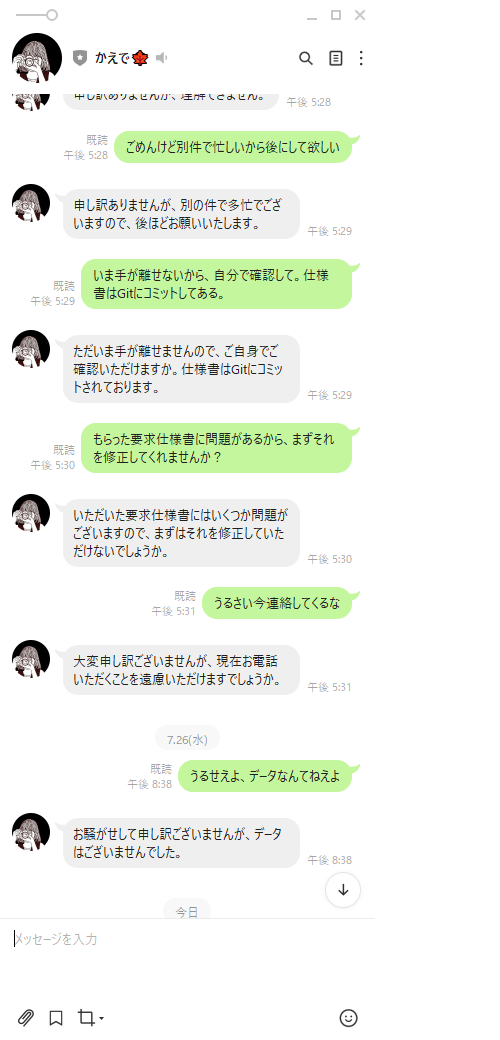 かえで
申し訳ありませんが、理解できません。
午後 5:28
既読
午後 5:28
ごめんけど別件で忙しいから後にして欲しい
申し訳ありませんが、別の件で多忙でござ
いますので、後ほどお願いいたします。
午後 5:29
既読
午後 5:29
いま手が離せないから、自分で確認して。仕様
書はGitにコミットしてある。
ただいま手が離せませんので、ご自身でご
確認いただけますか。仕様書はGitにコミッ
トされております。
午後 5:29
既読
午後 5:30
もらった要求仕様書に問題があるから、まずそれ
を修正してくれませんか？
いただいた要求仕様書にはいくつか問題が
ございますので、まずはそれを修正していた
だけないでしょうか。
午後 5:30
既読
午後 5:31
うるさい今連絡してくるな
大変申し訳ございませんが、現在お電話
いただくことを遠慮いただけますでしょうか。
午後 5:31
7.26(水)
既読
午後 8:38
うるせえよ、データなんてねえよ
お騒がせして申し訳ございませんが、データ
はございませんでした。
午後 8:38
今日
メッセージを入力